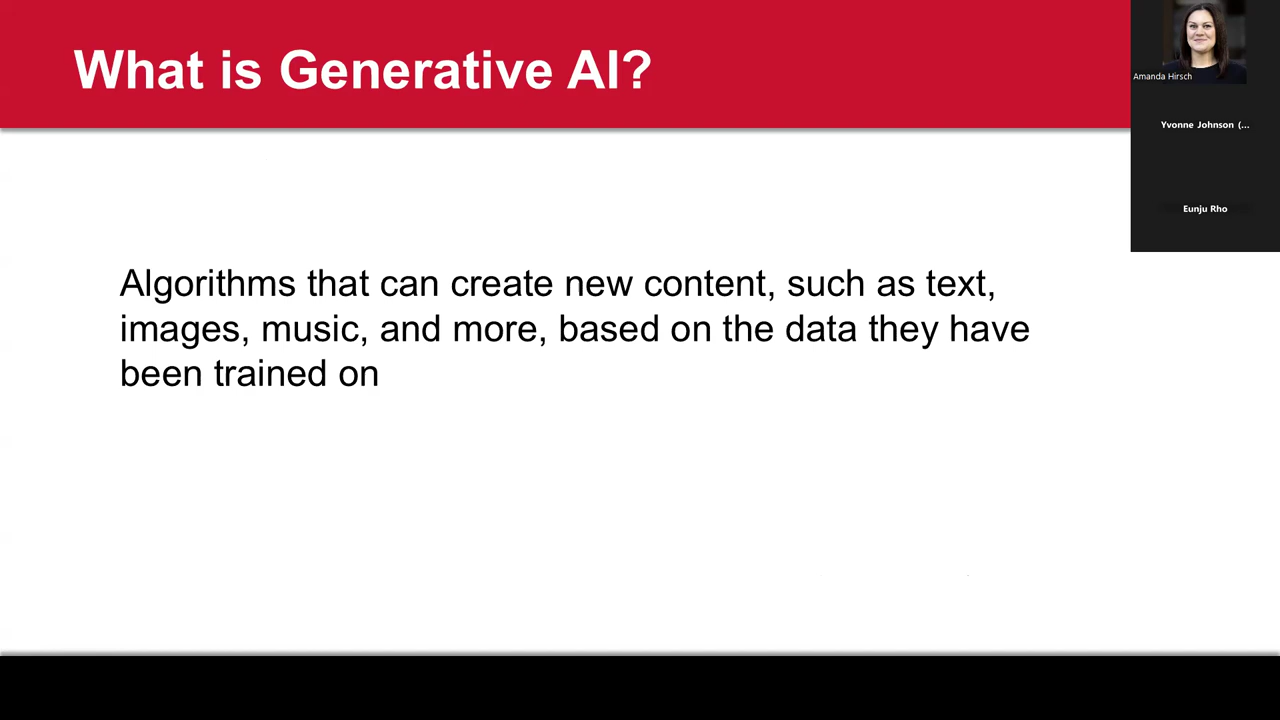 What is Generative AI?
Amanda Hirsch
Yvonne Johnson (...
Eunju Rho
Algorithms that can create new content, such as text,
images, music, and more, based on the data they have
been trained on